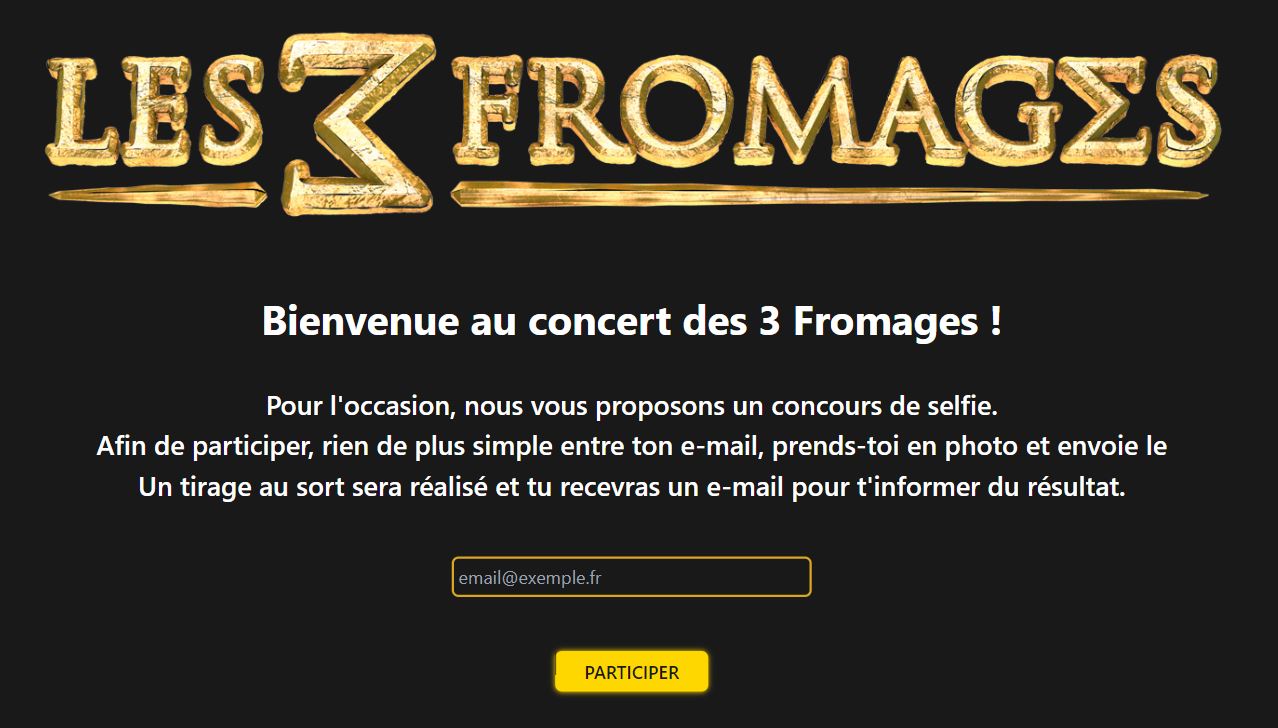 LES 3 FROMAGES
Bienvenue au concert des 3 Fromages !
Pour l'occasion, nous vous proposons un concours de selfie.
Afin de participer, rien de plus simple entre ton e-mail, prends-toi en photo et envoie le
Un tirage au sort sera réalisé et tu recevras un e-mail pour t'informer du résultat.
email@exemple.fr
PARTICIPER